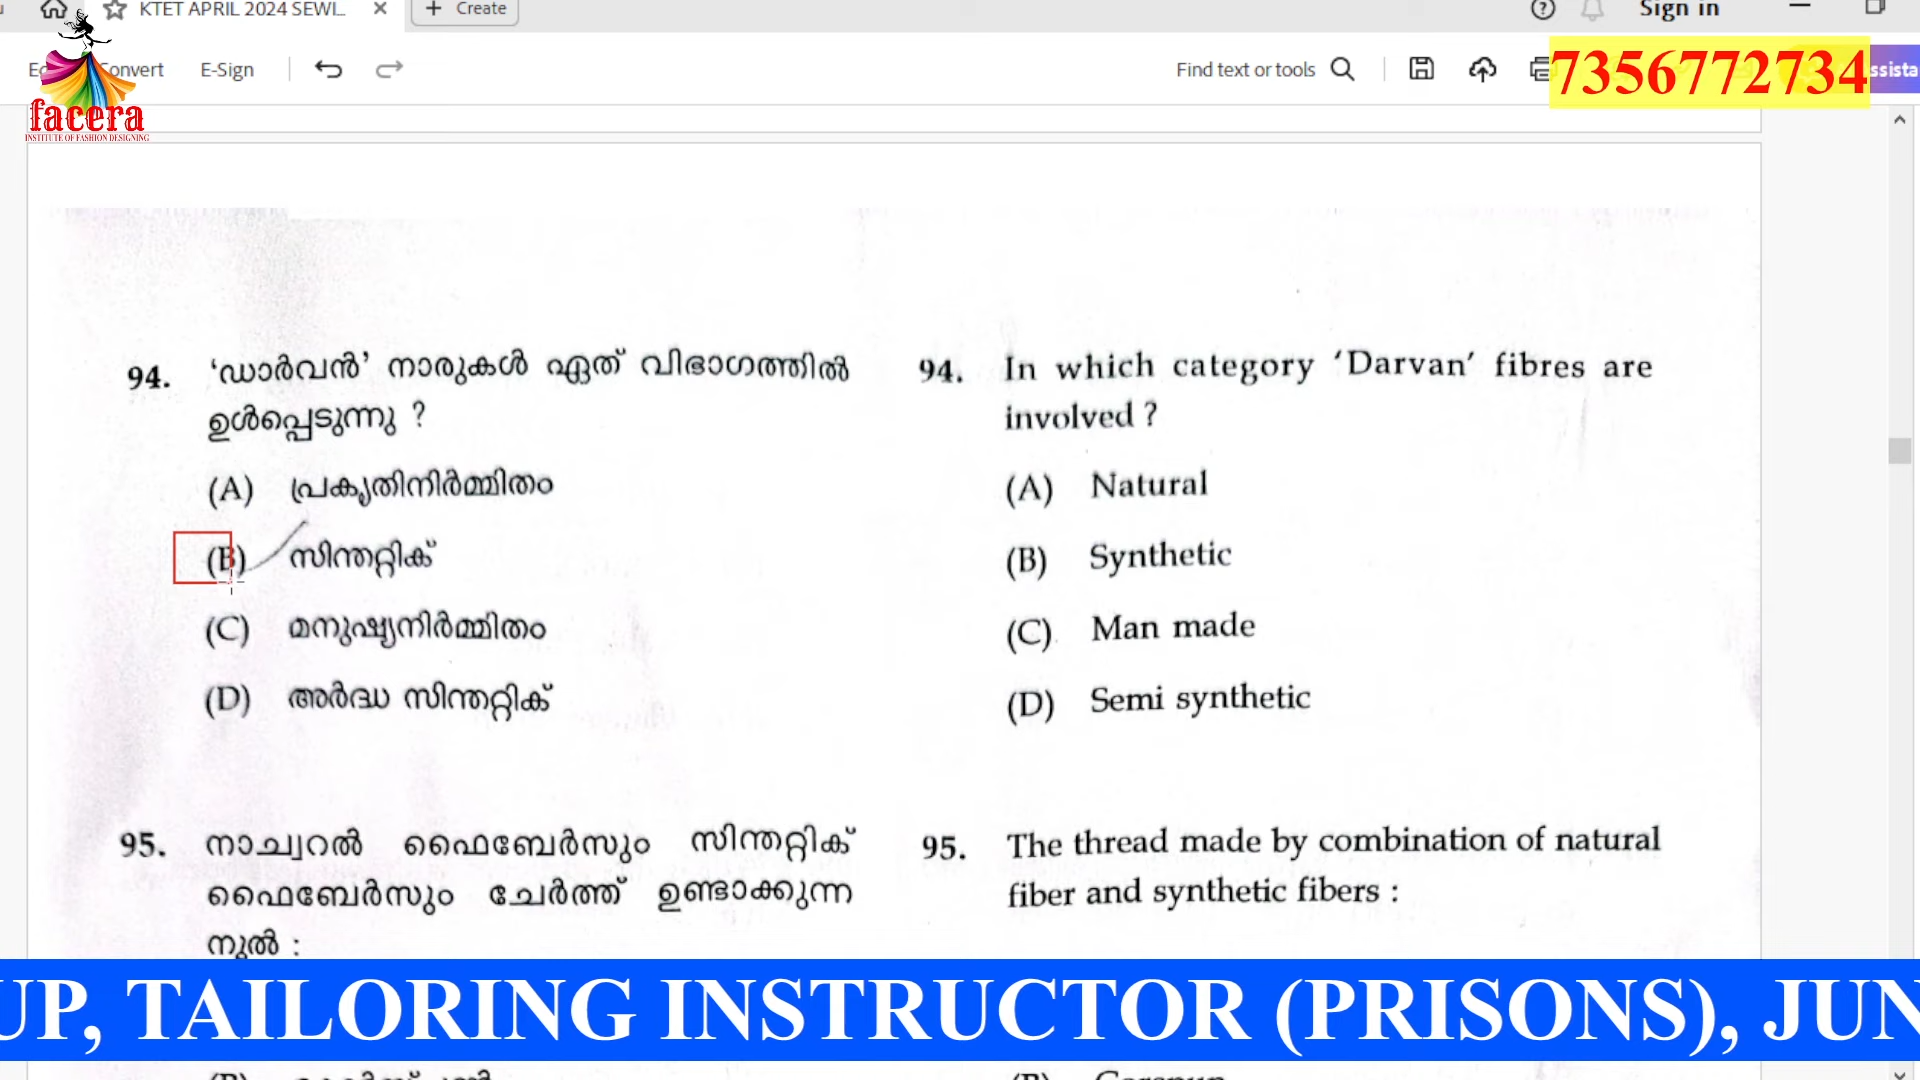 KTET APRIL 2024 SEWI...
Create
Sign in
Convert
E-Sign
Find text or tools
7356772734
facera
INSTITUTE OF FASHION DESIGNING
94. ‘ഡാർവൻ’ നാരുകൾ ഏത് വിഭാഗത്തിൽ
ഉൾപ്പെടുന്നു ?
(A) പ്രകൃതിനിർമ്മിതം
(B) സിന്തറ്റിക്
(C) മനുഷ്യനിർമ്മിതം
(D) അർദ്ധ സിന്തറ്റിക്
95. നാച്വറൽ ഫൈബേർസും സിന്തറ്റിക്
ഫൈബേർസും ചേർത്ത് ഉണ്ടാക്കുന്ന
നൂൽ :
94. In which category ‘Darvan’ fibres are
involved ?
(A) Natural
(B) Synthetic
(C) Man made
(D) Semi synthetic
95. The thread made by combination of natural
fiber and synthetic fibers :
UP, TAILORING INSTRUCTOR (PRISONS), JUN